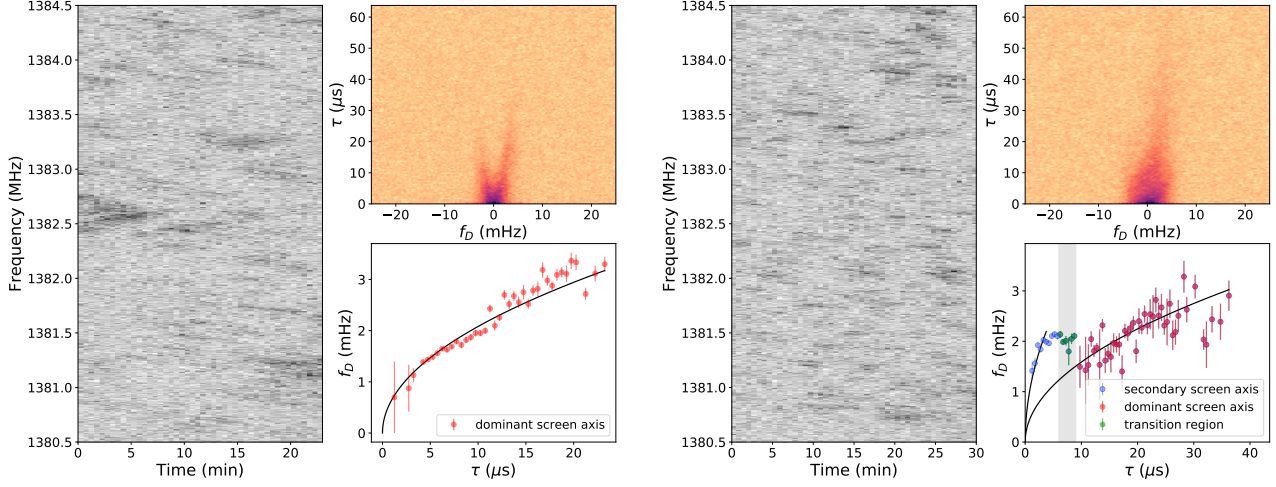 1384.5
1384.0
1383.5
1383.0
1382.5
1382.0
1381.5
1381.0
1380.5
Frequency (MHz)
0 5 10 15 20
Time (min)
60
50
40
30
20
10
0
τ (μs)
−20 −10 0 10 20
f_D (mHz)
3
2
1
0
f_D (mHz)
dominant screen axis
0 5 10 15 20
τ (μs)
1384.5
1384.0
1383.5
1383.0
1382.5
1382.0
1381.5
1381.0
1380.5
Frequency (MHz)
0 5 10 15 20 25 30
Time (min)
60
50
40
30
20
10
0
τ (μs)
−20 −10 0 10 20
f_D (mHz)
3
2
1
0
f_D (mHz)
secondary screen axis
dominant screen axis
transition region
0 10 20 30 40
τ (μs)